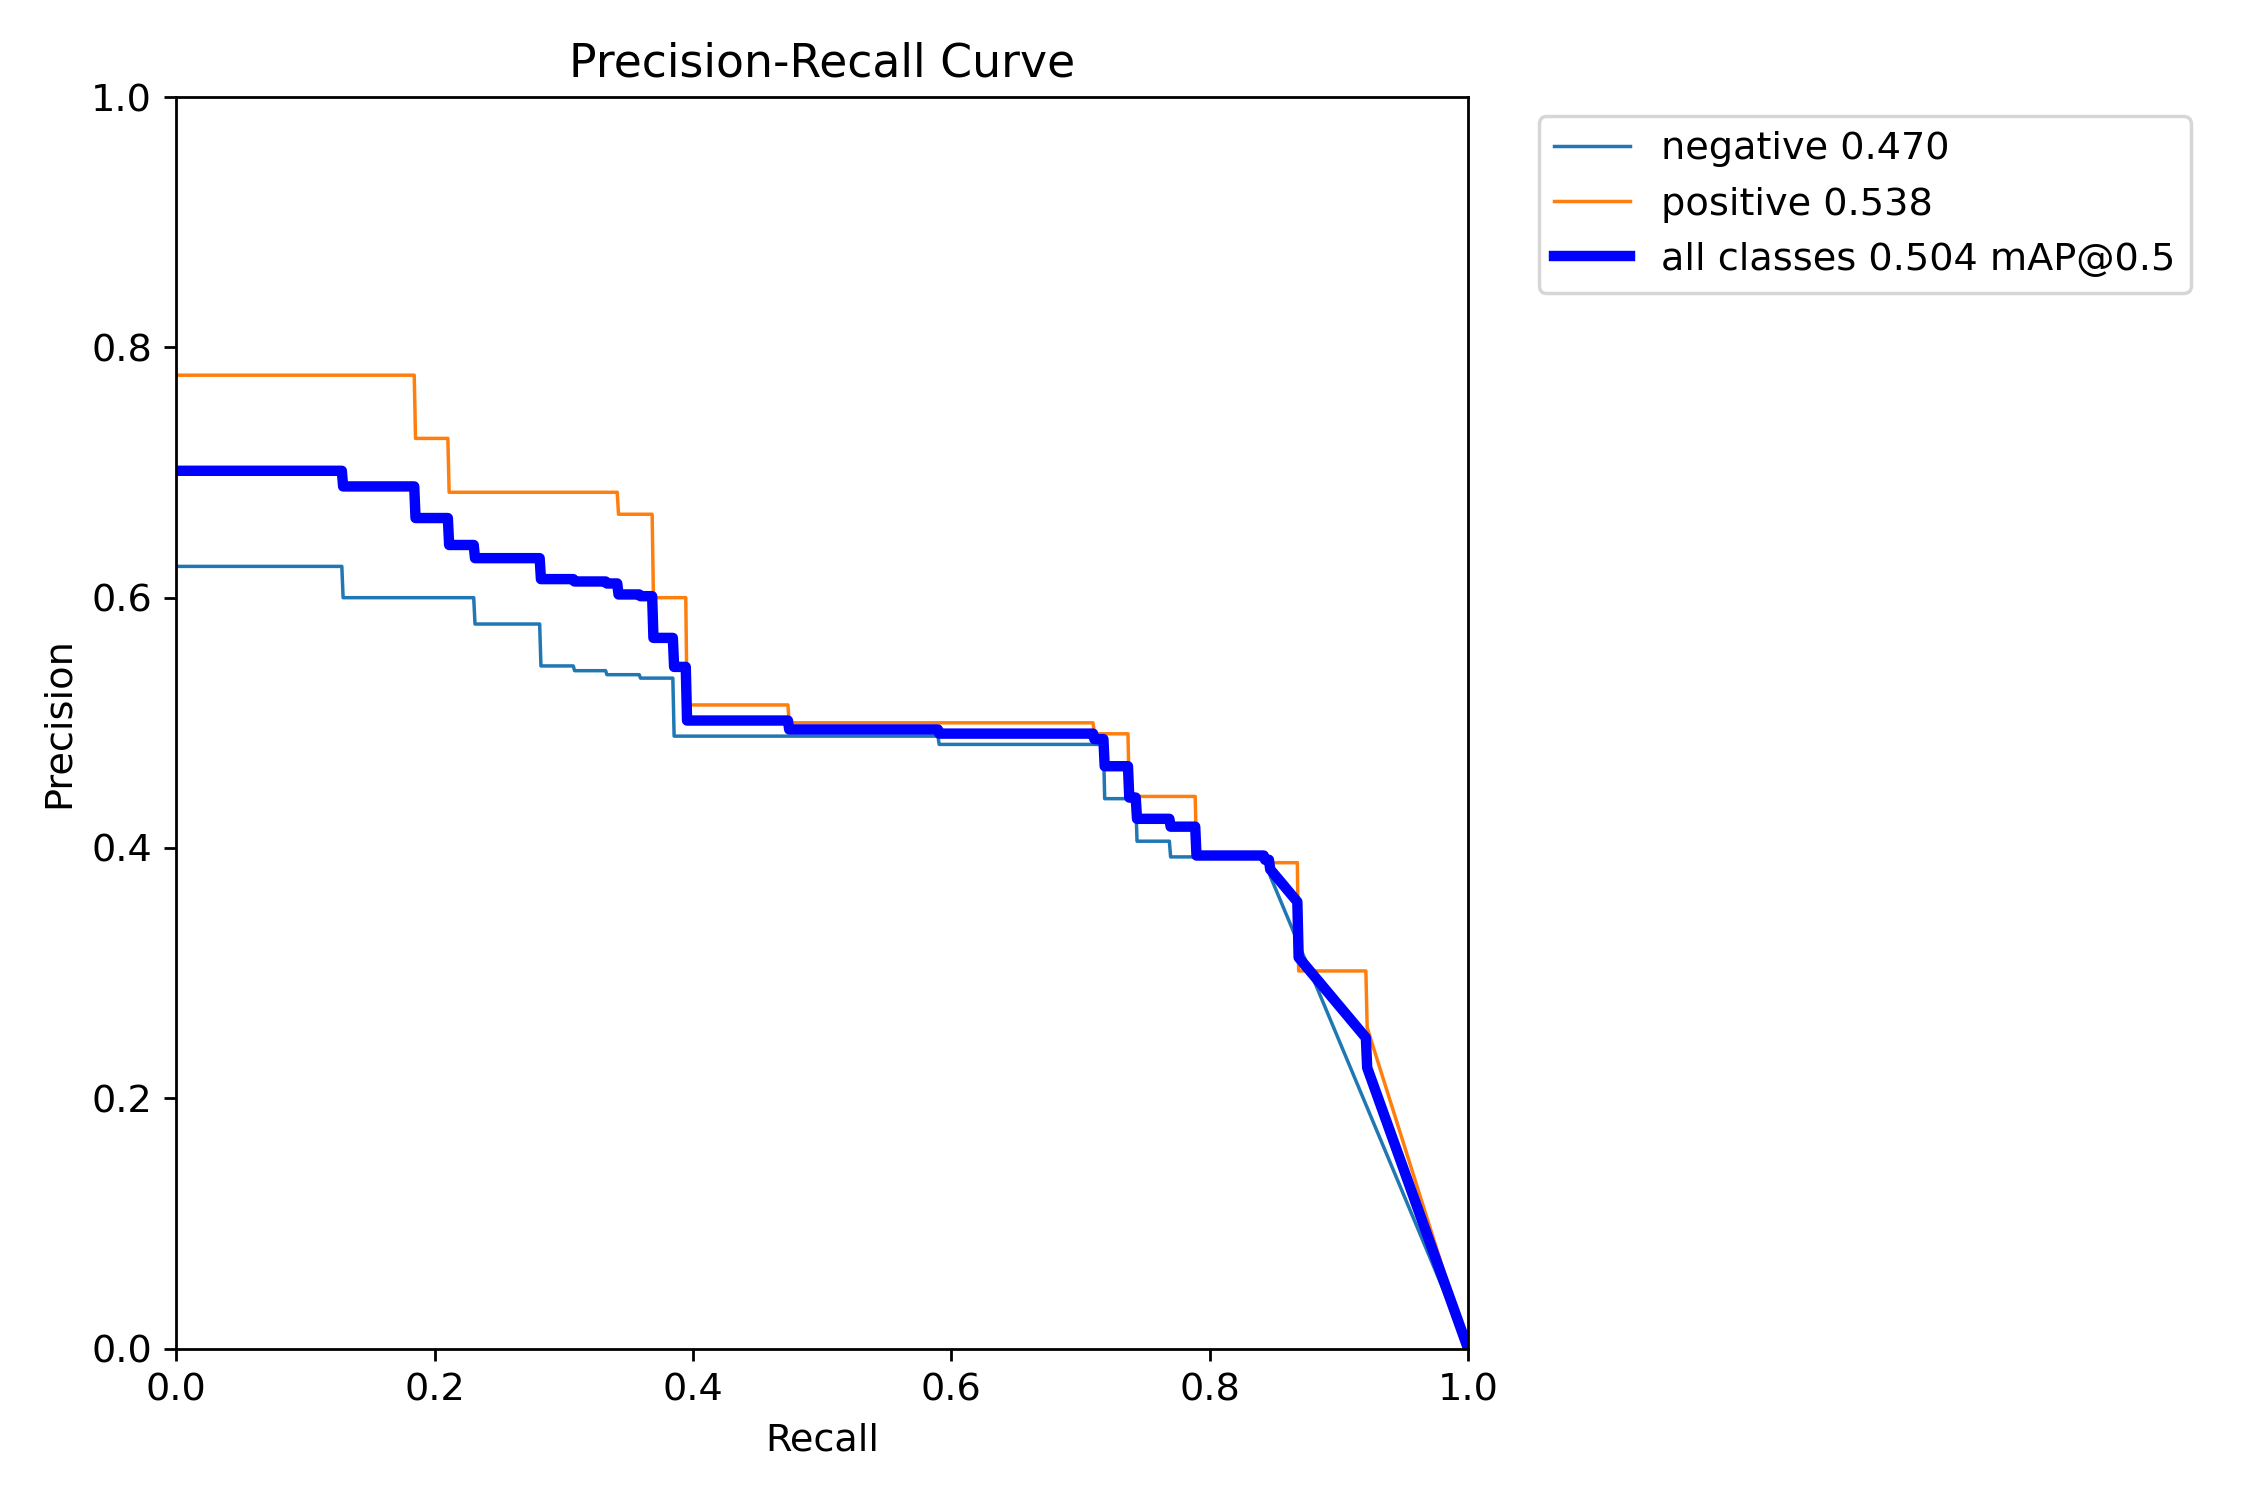 Precision-Recall Curve
1.0
0.8
0.6
0.4
0.2
0.0
Precision
0.0 0.2 0.4 0.6 0.8 1.0
Recall
negative 0.470
positive 0.538
all classes 0.504 mAP@0.5